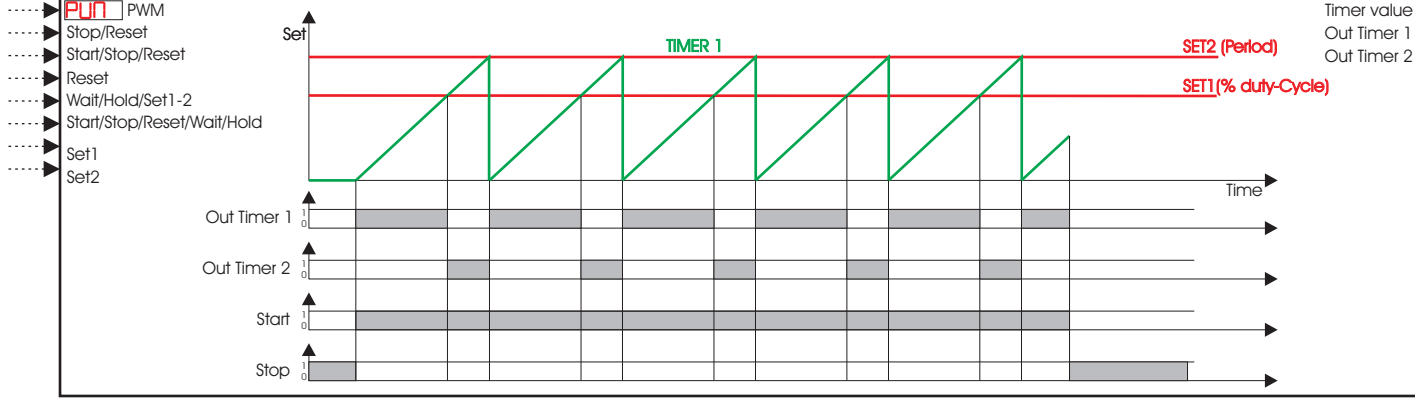 PUn PWM
Stop/Reset
Start/Stop/Reset
Reset
Wait/Hold/Set1-2
Start/Stop/Reset/Wait/Hold
Set1
Set2
Set
TIMER 1
SET2 (Period)
SET1(% duty-Cycle)
Time
Out Timer 1
1
0
Out Timer 2
1
0
Start
1
0
Stop
1
0
Timer value
Out Timer 1
Out Timer 2